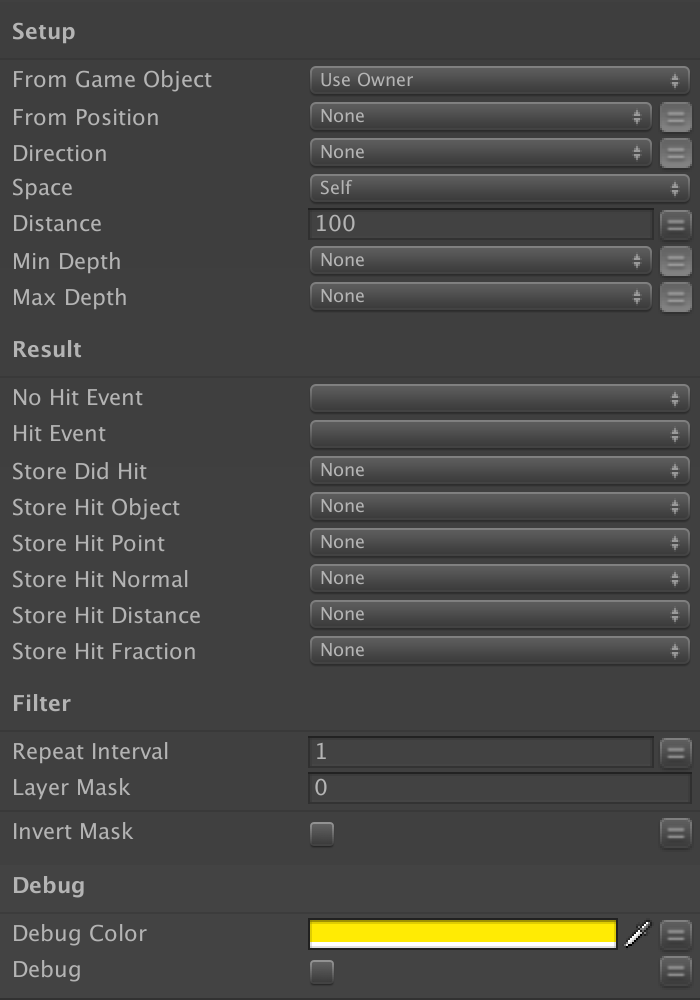 Setup
From Game Object Use Owner
From Position None
Direction None
Space Self
Distance 100
Min Depth None
Max Depth None
Result
No Hit Event
Hit Event
Store Did Hit None
Store Hit Object None
Store Hit Point None
Store Hit Normal None
Store Hit Distance None
Store Hit Fraction None
Filter
Repeat Interval 1
Layer Mask 0
Invert Mask
Debug
Debug Color
Debug